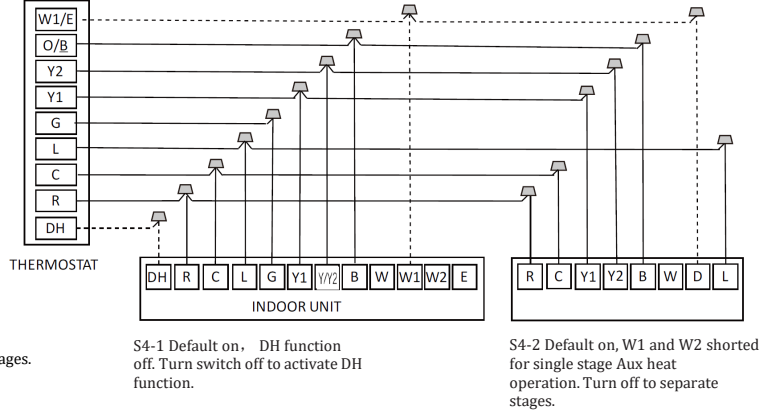 W1/E
O/B
Y2
Y1
G
L
C
R
DH
THERMOSTAT
DH R C L G Y1 Y/Y2 B W W1 W2 E
INDOOR UNIT
R C Y1 Y2 B W D L
S4-1 Default on， DH function
off. Turn switch off to activate DH
function.
S4-2 Default on, W1 and W2 shorted
for single stage Aux heat
operation. Turn off to separate
stages.
ages.